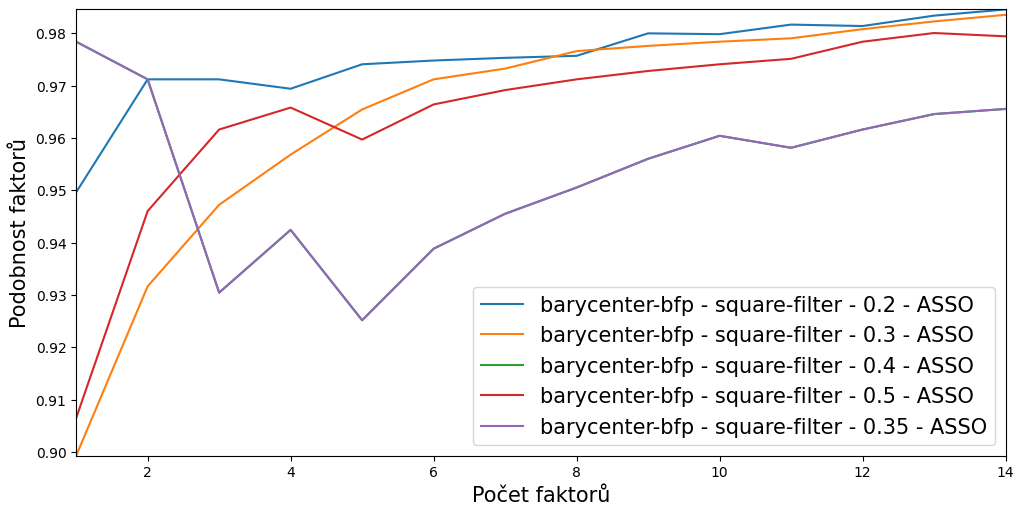 0.98
0.97
0.96
0.95
0.94
0.93
0.92
0.91
0.90
Podobnost faktorů
barycenter-bfp - square-filter - 0.2 - ASSO
barycenter-bfp - square-filter - 0.3 - ASSO
barycenter-bfp - square-filter - 0.4 - ASSO
barycenter-bfp - square-filter - 0.5 - ASSO
barycenter-bfp - square-filter - 0.35 - ASSO
2 4 6 8 10 12 14
Počet faktorů